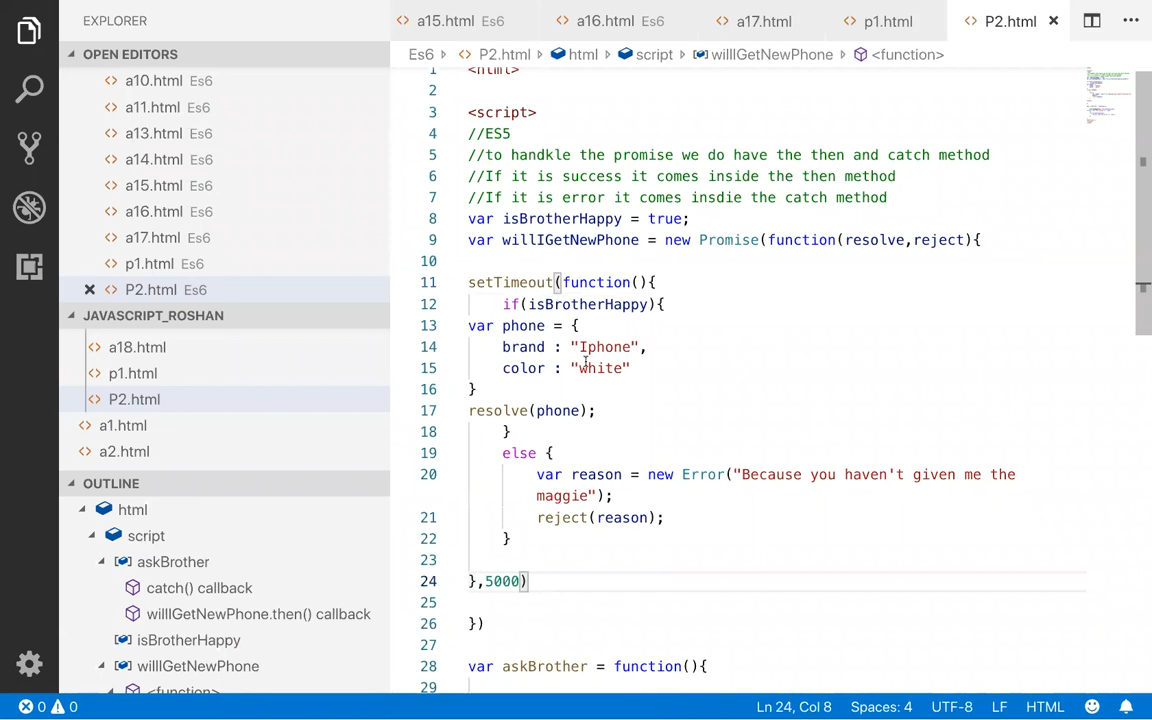 EXPLORER
OPEN EDITORS
a10.html Es6
a11.html Es6
a13.html Es6
a14.html Es6
a15.html Es6
a16.html Es6
a17.html Es6
p1.html Es6
P2.html Es6
JAVASCRIPT_ROSHAN
a18.html
p1.html
P2.html
a1.html
a2.html
OUTLINE
html
script
askBrother
catch() callback
willIGetNewPhone.then() callback
isBrotherHappy
willIGetNewPhone
<function>
a15.html Es6 a16.html Es6 a17.html p1.html P2.html
Es6 P2.html html script willIGetNewPhone <function>
1 <html>
2
3 <script>
4 //ES5
5 //to handkle the promise we do have the then and catch method
6 //If it is success it comes inside the then method
7 //If it is error it comes insdie the catch method
8 var isBrotherHappy = true;
9 var willIGetNewPhone = new Promise(function(resolve,reject){
10
11 setTimeout(function(){
12 if(isBrotherHappy){
13 var phone = {
14 brand : "Iphone",
15 color : "white"
16 }
17 resolve(phone);
18 }
19 else {
20 var reason = new Error("Because you haven't given me the
maggie");
21 reject(reason);
22 }
23
24 },5000)
25
26 })
27
28 var askBrother = function(){
29
0 0 Ln 24, Col 8 Spaces: 4 UTF-8 LF HTML